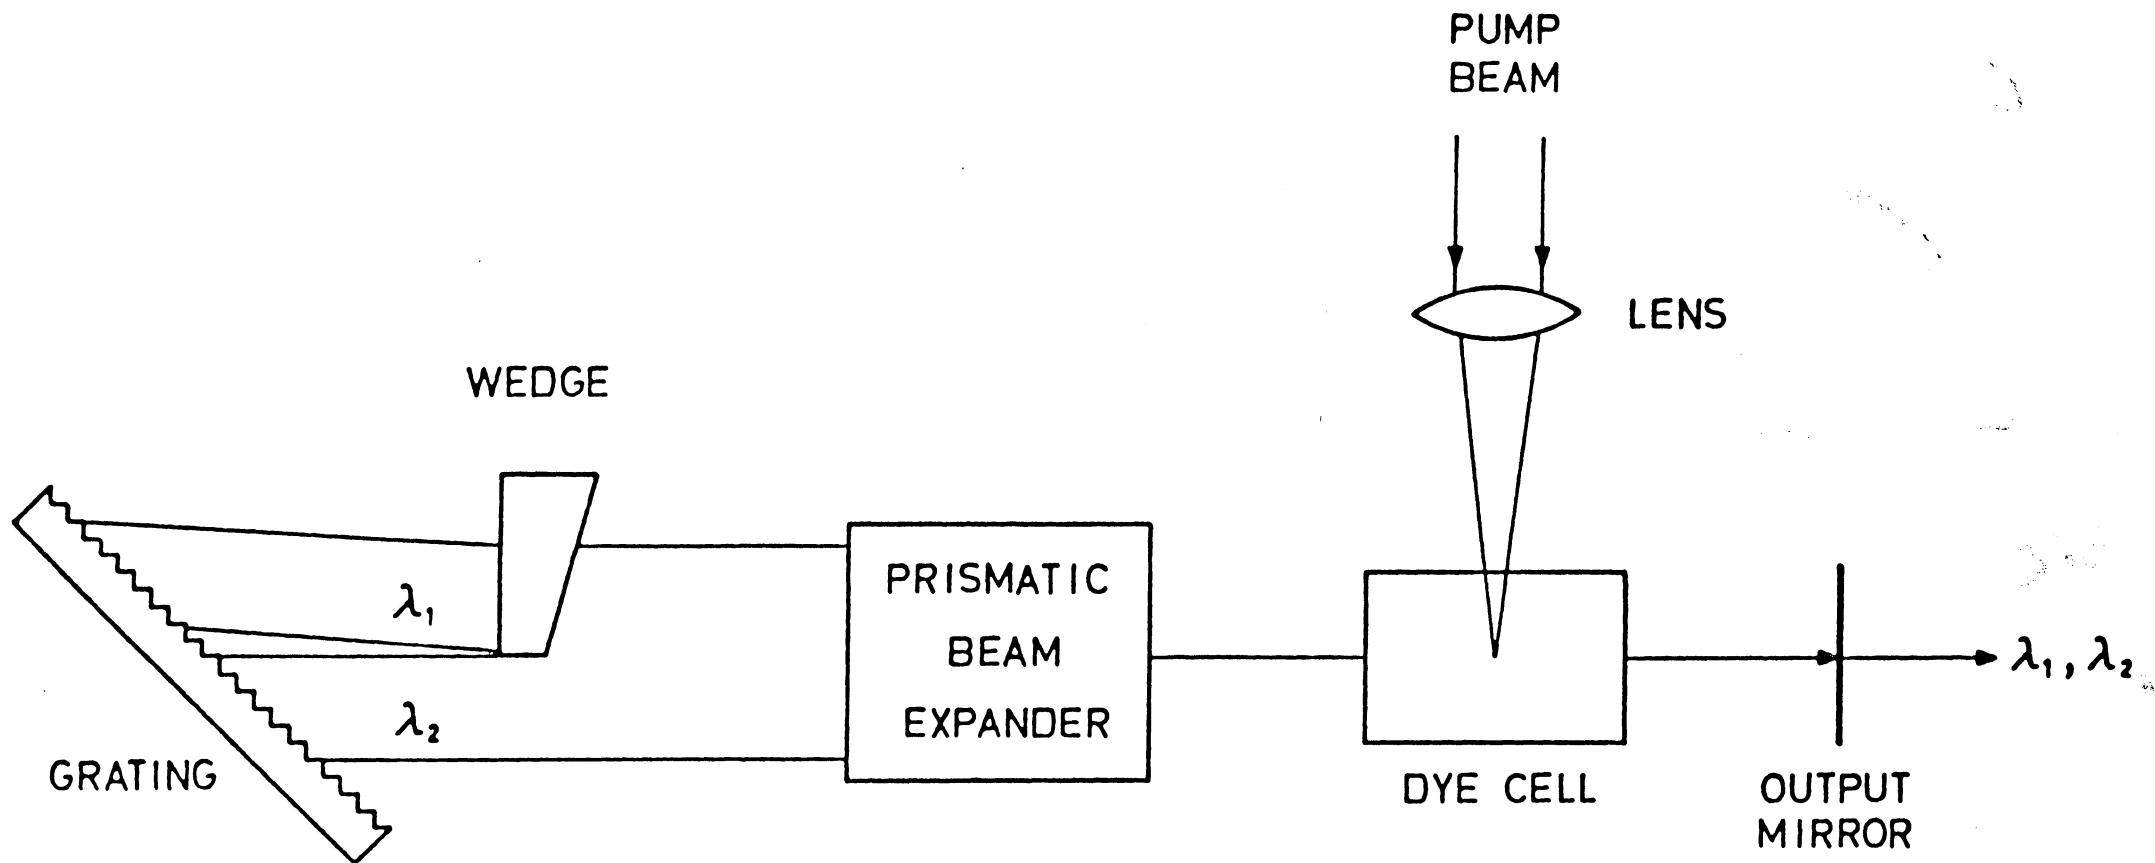 PUMP
BEAM
LENS
WEDGE
PRISMATIC
BEAM
EXPANDER
λ₁
λ₂
λ₁, λ₂
GRATING
DYE CELL
OUTPUT
MIRROR